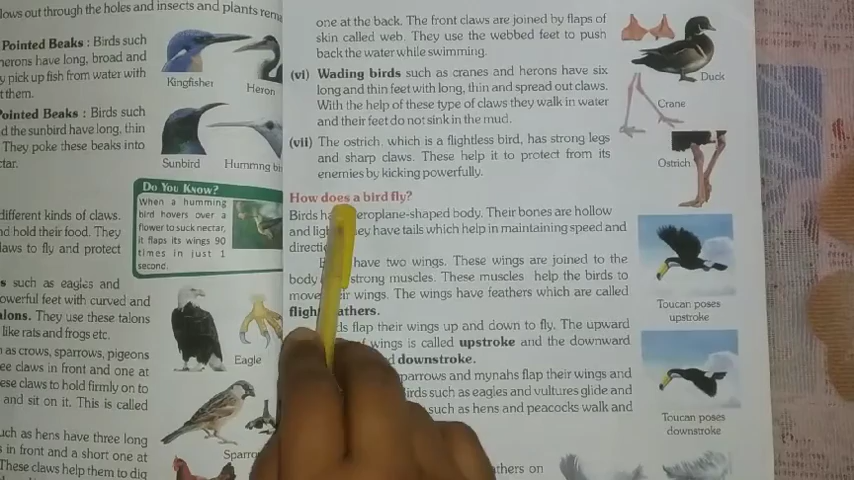 lows out through the holes and insects and plants
Pointed Beaks : Birds such
herons have long, broad and
pick up fish from water with
t them.
Kingfisher
Heron
Pointed Beaks : Birds such
d the sunbird have long, thin
They poke these beaks into
ctar.
Sunbird
Hummng bi
Do You Know?
When a humming
bird hovers over a
flower to suck nectar,
it flaps its wings 90
times in just 1
second.
different kinds of claws.
nd hold their food. They
laws to fly and protect
s such as eagles and
owerful feet with curved and
alons. They use these talons
like rats and frogs etc.
Eagle
as crows, sparrows, pigeons
ee claws in front and one at
ese claws to hold firmly on to
and sit on it. This is called
uch as hens have three long
s in front and a short one at
These claws help them to dig
Sparro
one at the back. The front claws are joined by flaps of
skin called web. They use the webbed feet to push
back the water while swimming.
Duck
(vi) Wading birds such as cranes and herons have six
long and thin feet with long, thin and spread out claws.
With the help of these type of claws they walk in water
and their feet do not sink in the mud.
Crane
(vii) The ostrich, which is a flightless bird, has strong legs
and sharp claws. These help it to protect from its
enemies by kicking powerfully.
Ostrich
How does a bird fly?
Birds ha eroplane-shaped body. Their bones are hollow
and lig ey have tails which help in maintaining speed and
directi
have two wings. These wings are joined to the
body strong muscles. These muscles help the birds to
move eir wings. The wings have feathers which are called
flight athers.
ds flap their wings up and down to fly. The upward
f wings is called upstroke and the downward
d downstroke.
parrows and mynahs flap their wings and
irds such as eagles and vultures glide and
such as hens and peacocks walk and
athers on
Toucan poses
upstroke
Toucan poses
downstroke